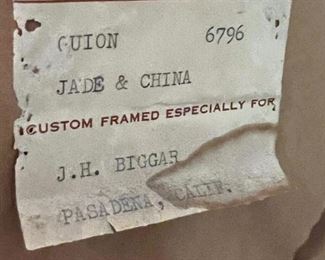 GUION 6796
JADE & CHINA
CUSTOM FRAMED ESPECIALLY FOR
J.H. BIGGAR
PASADENA, CALIF.